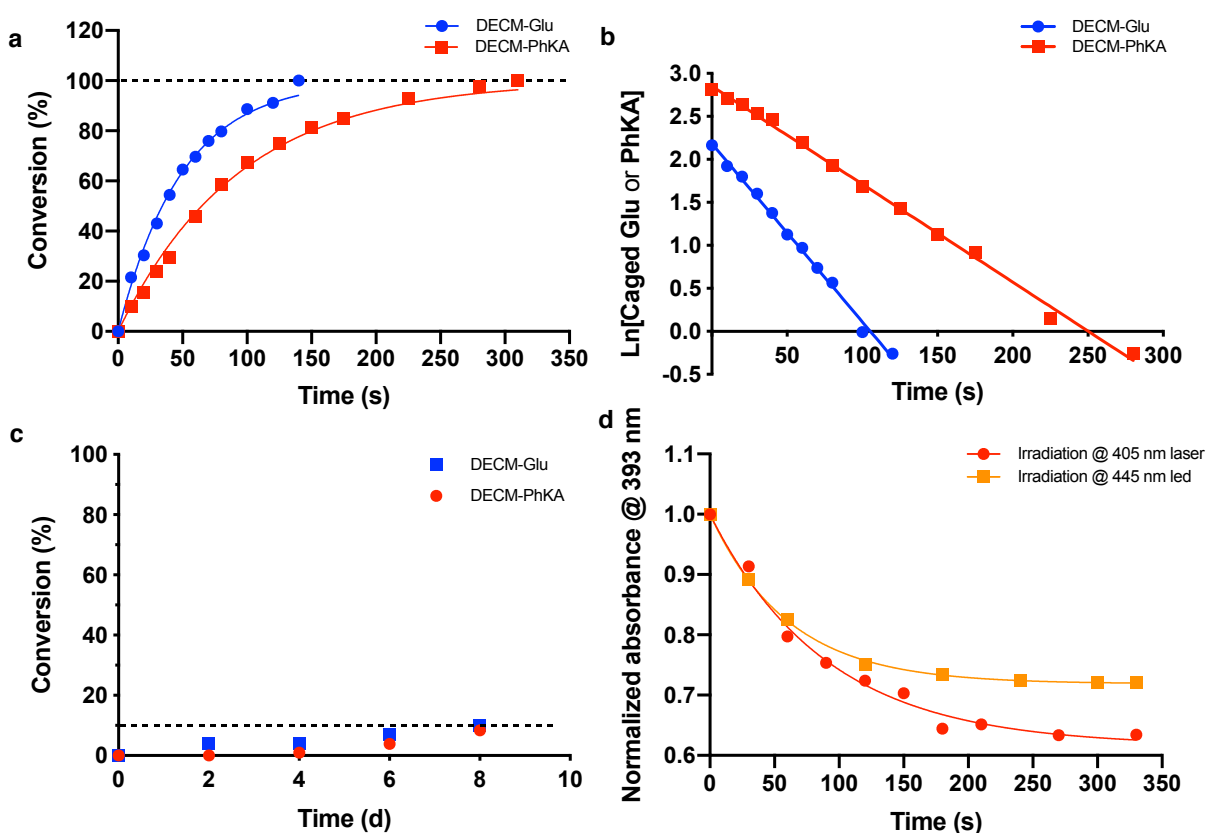 a
DECM-Glu
DECM-PhKA
Conversion (%)
120
100
80
60
40
20
0
0 50 100 150 200 250 300 350
Time (s)
b
DECM-Glu
DECM-PhKA
Ln[Caged Glu or PhKA]
3.0
2.5
2.0
1.5
1.0
0.5
0.0
-0.5
50 100 150 200 250 300
Time (s)
c
DECM-Glu
DECM-PhKA
Conversion (%)
100
80
60
40
20
0
0 2 4 6 8 10
Time (d)
d
Irradiation @ 405 nm laser
Irradiation @ 445 nm led
Normalized absorbance @ 393 nm
1.1
1.0
0.9
0.8
0.7
0.6
0 50 100 150 200 250 300 350
Time (s)